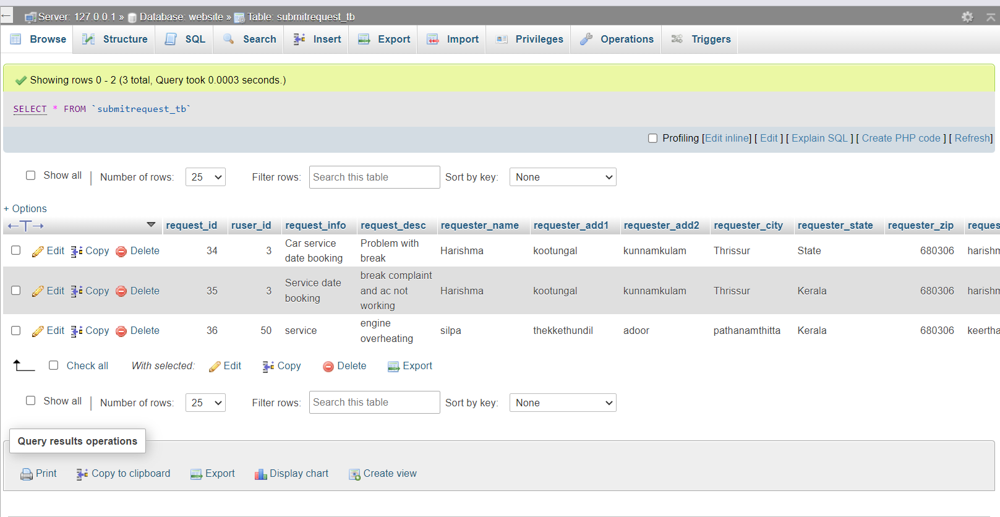 ← Server: 127.0.0.1 » Database: website » Table: submitrequest_tb
Browse Structure SQL Search Insert Export Import Privileges Operations Triggers
Showing rows 0 - 2 (3 total, Query took 0.0003 seconds.)
SELECT * FROM `submitrequest_tb`
Profiling [Edit inline] [ Edit ] [ Explain SQL ] [ Create PHP code ] [ Refresh]
Show all | Number of rows: 25 Filter rows: Search this table Sort by key: None
+ Options
←T→ request_id ruser_id request_info request_desc requester_name requester_add1 requester_add2 requester_city requester_state requester_zip reques
Edit Copy Delete 34 3 Car service date booking Problem with break Harishma kootungal kunnamkulam Thrissur State 680306 harishm
Edit Copy Delete 35 3 Service date booking break complaint and ac not working Harishma kootungal kunnamkulam Thrissur Kerala 680306 harishm
Edit Copy Delete 36 50 service engine overheating silpa thekkethundil adoor pathanamthitta Kerala 680306 keertha
Check all With selected: Edit Copy Delete Export
Show all | Number of rows: 25 Filter rows: Search this table Sort by key: None
Query results operations
Print Copy to clipboard Export Display chart Create view